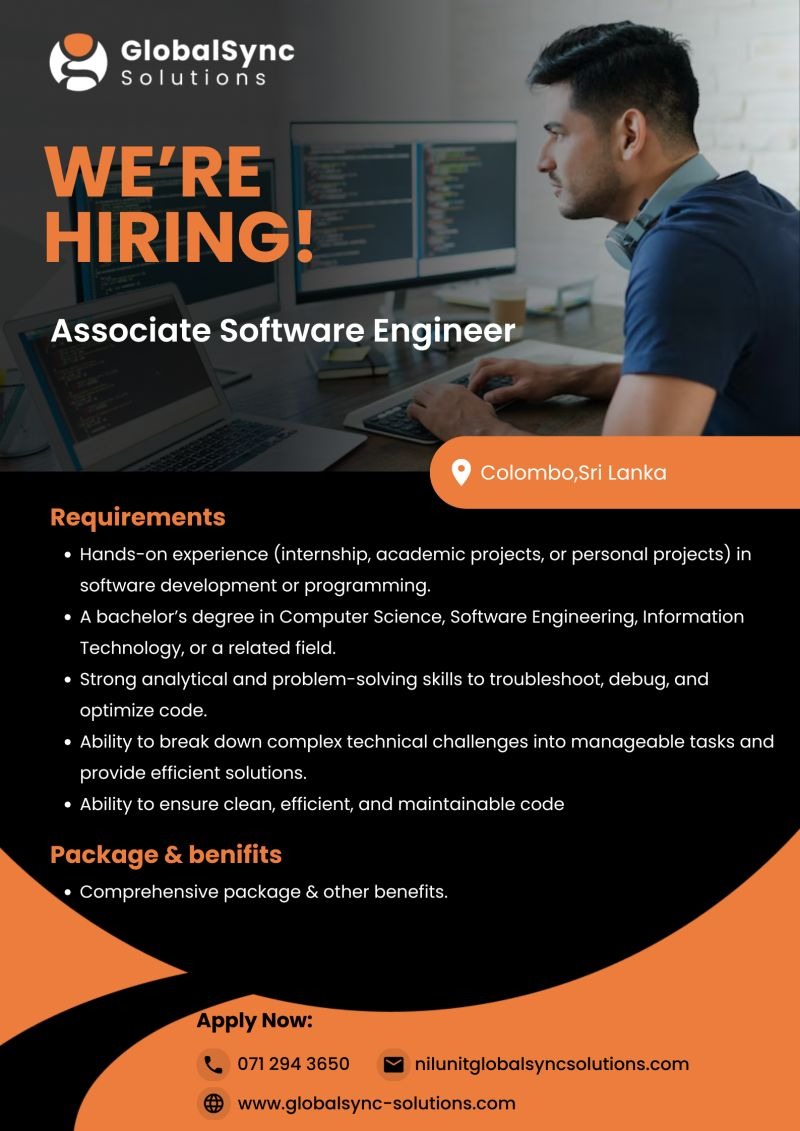 GlobalSync
Solutions
WE’RE
HIRING!
Associate Software Engineer
Colombo,Sri Lanka
Requirements
• Hands-on experience (internship, academic projects, or personal projects) in
software development or programming.
• A bachelor’s degree in Computer Science, Software Engineering, Information
Technology, or a related field.
• Strong analytical and problem-solving skills to troubleshoot, debug, and
optimize code.
• Ability to break down complex technical challenges into manageable tasks and
provide efficient solutions.
• Ability to ensure clean, efficient, and maintainable code
Package & benifits
• Comprehensive package & other benefits.
Apply Now:
071 294 3650 nilunitglobalsyncsolutions.com
www.globalsync-solutions.com